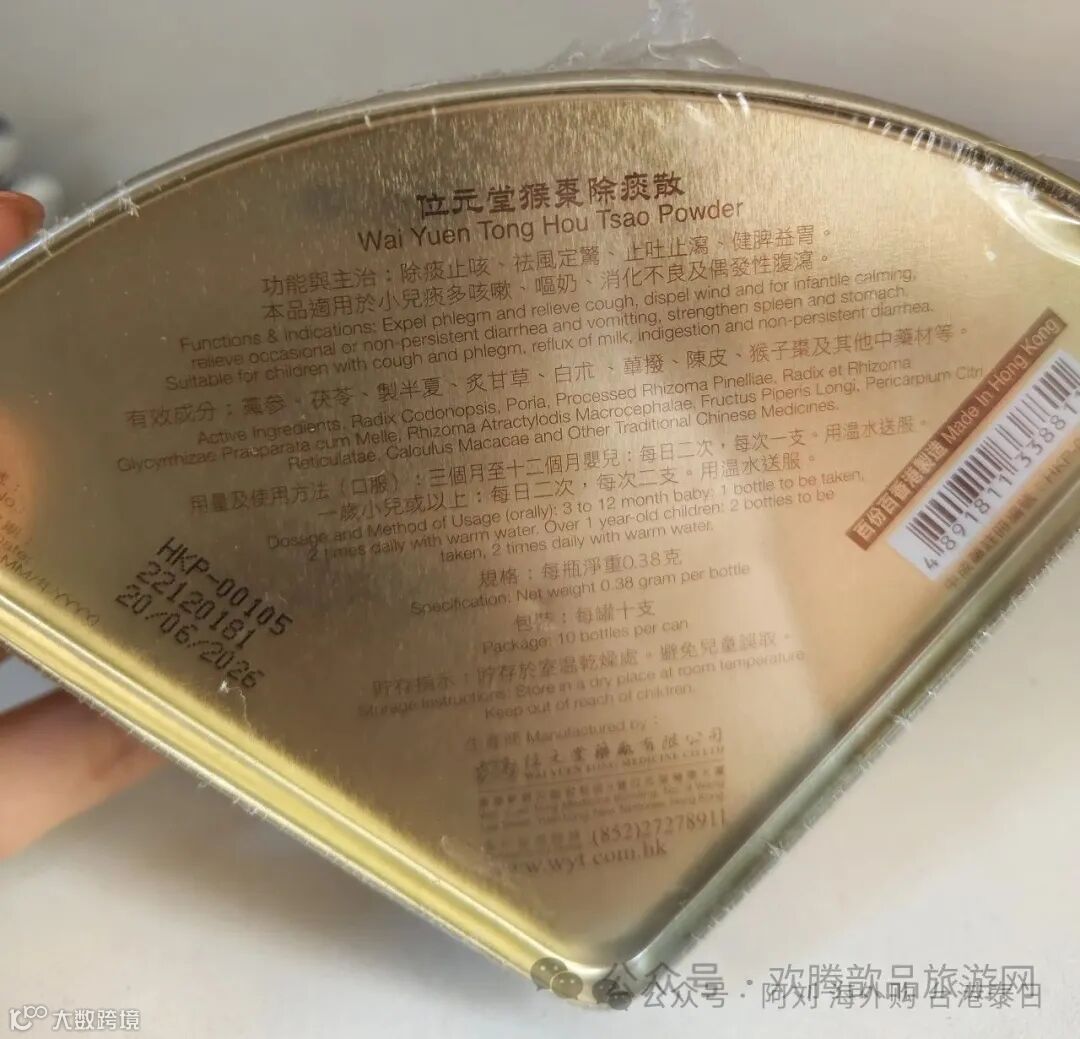 位元堂猴棗除痰散
Wai Yuen Tong Hou Tsao Powder
功能與主治：除痰止咳、祛風定驚、止吐止瀉、健脾益胃。
本品適用於小兒痰多咳嗽、嘔奶、消化不良及偶發性腹瀉。
Functions & Indications: Expel phlegm and relieve cough, dispel wind and for infantile calming,
relieve occasional or non-persistent diarrhea and vomitting, strengthen spleen and stomach.
Suitable for children with cough and phlegm, reflux of milk, indigestion and non-persistent diarrhea.
有效成分：黨參、茯苓、製半夏、炙甘草、白朮、蓽撥、陳皮、猴子棗及其他中藥材等。
Active Ingredients: Radix Codonopsis, Poria, Processed Rhizoma Pinelliae, Radix et Rhizoma
Glycyrrhizae Praeparata cum Melle, Rhizoma Atractylodis Macrocephalae, Fructus Piperis Longi, Pericarpium Citri
Reticulatae, Calculus Macacae and Other Traditional Chinese Medicines.
用量及使用方法（口服）：三個月至十二個月嬰兒：每日二次，每次一支。用溫水送服。
一歲小兒或以上：每日二次，每次二支。用溫水送服。
Dosage and Method of Usage (orally): 3 to 12 month baby: 1 bottle to be taken,
2 times daily with warm water. Over 1 year-old children: 2 bottles to be
taken, 2 times daily with warm water.
規格：每瓶淨重0.38克
Specification: Net weight 0.38 gram per bottle
包裝：每罐十支
Package: 10 bottles per can
貯存指示：貯存於室溫乾燥處。避免兒童誤取。
Storage Instructions: Store in a dry place at room temperature.
Keep out of reach of children.
生產商 Manufactured by：
位元堂藥廠有限公司
WAI YUEN TONG MEDICINE CO LTD
(852)27278911
www.wyt.com.hk
HKP-00105
22120181
20/06/2026
百份百香港製造 Made In Hong Kong
4 891811 33881
公众号・欢腾歆品旅游网
公众号・阿刘 海外购 台港泰日
大数跨境